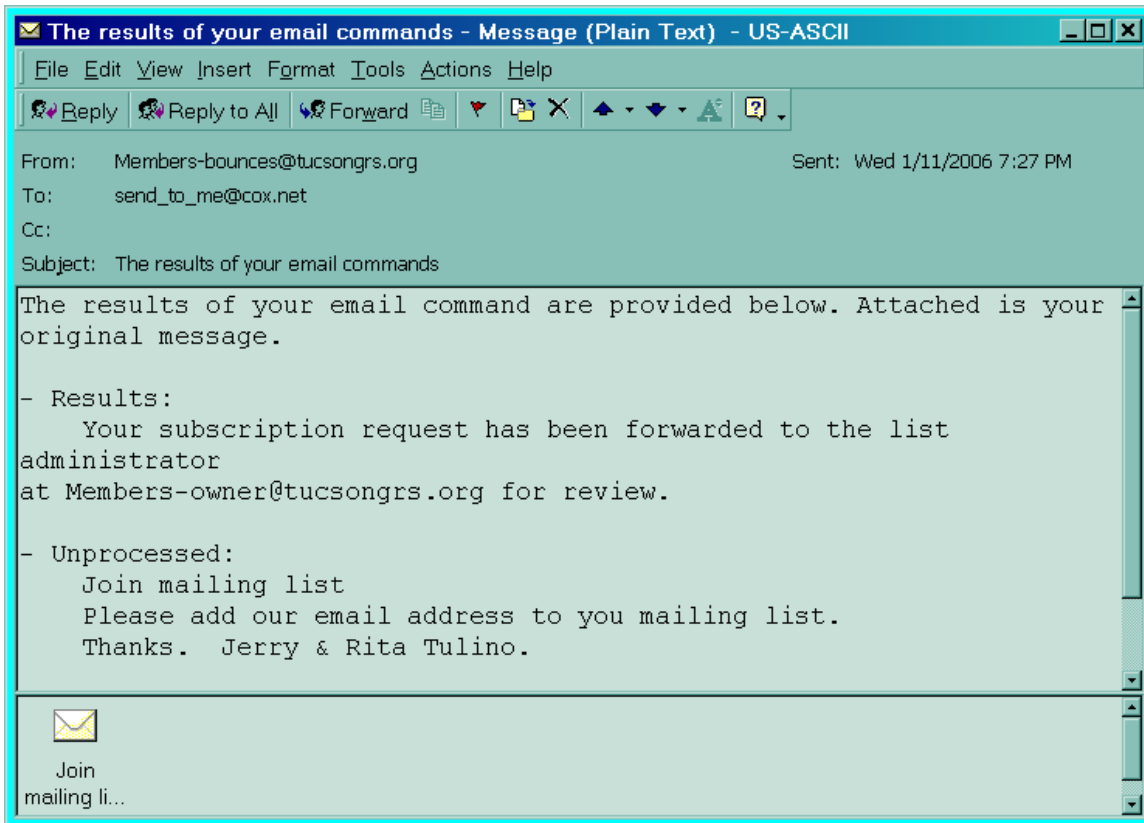 The results of your email commands - Message (Plain Text) - US-ASCII
File Edit View Insert Format Tools Actions Help
Reply Reply to All Forward
From: Members-bounces@tucsongrs.org Sent: Wed 1/11/2006 7:27 PM
To: send_to_me@cox.net
Cc:
Subject: The results of your email commands
The results of your email command are provided below. Attached is your
original message.
- Results:
Your subscription request has been forwarded to the list
administrator
at Members-owner@tucsongrs.org for review.
- Unprocessed:
Join mailing list
Please add our email address to you mailing list.
Thanks. Jerry & Rita Tulino.
Join
mailing li...